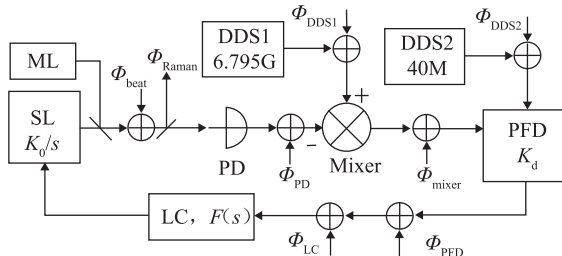 Φ_DDS1
Φ_DDS2
DDS1
6.795G
DDS2
40M
ML
Φ_Raman
Φ_beat
SL
K₀/s
+
−
PD
Φ_PD
Mixer
Φ_mixer
PFD
K_d
LC, F(s)
Φ_LC
Φ_PFD